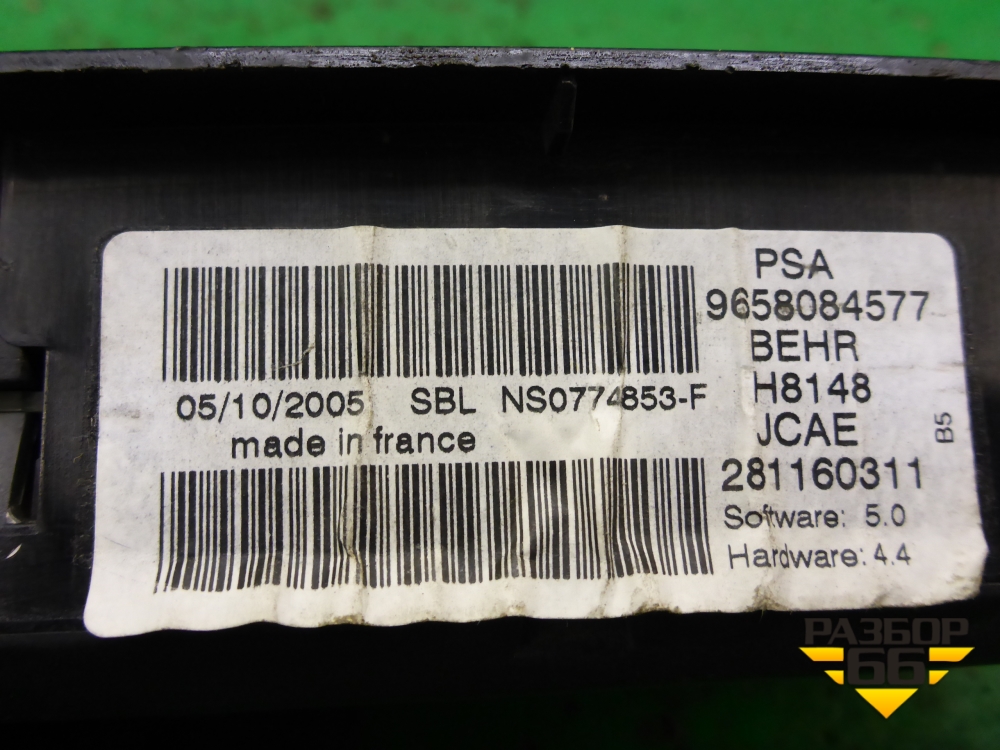 PSA
9658084577
BEHR
H8148
JCAE
281160311
Software: 5.0
Hardware: 4.4
B5
05/10/2005 SBL NS0774853-F
made in france
РАЗБОР
66